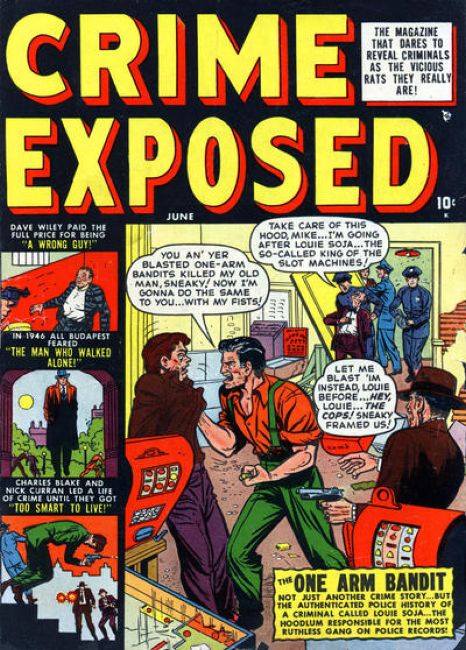 CRIME
EXPOSED
THE MAGAZINE
THAT DARES TO
REVEAL CRIMINALS
AS THE VICIOUS
RATS THEY REALLY
ARE!
10¢
K
JUNE
DAVE WILEY PAID THE
FULL PRICE FOR BEING
"A WRONG GUY!"
IN 1946 ALL BUDAPEST
FEARED
"THE MAN WHO WALKED
ALONE!"
CHARLES BLAKE AND
NICK CURRAN LED A LIFE
OF CRIME UNTIL THEY GOT
"TOO SMART TO LIVE!"
YOU AN' YER
BLASTED ONE-ARM
BANDITS KILLED MY OLD
MAN, SNEAKY! NOW I'M
GONNA DO THE SAME
TO YOU...WITH MY FISTS!
TAKE CARE OF THIS
HOOD, MIKE...I'M GOING
AFTER LOUIE SOJA...THE
SO-CALLED KING OF THE
SLOT MACHINES!
LET ME
BLAST 'IM
INSTEAD, LOUIE
BEFORE...HEY,
LOUIE...THE
COPS! SNEAKY
FRAMED US!
THE ONE ARM BANDIT
NOT JUST ANOTHER CRIME STORY...BUT
THE AUTHENTICATED POLICE HISTORY OF
A CRIMINAL CALLED LOUIE SOJA...THE
HOODLUM RESPONSIBLE FOR THE MOST
RUTHLESS GANG ON POLICE RECORDS!